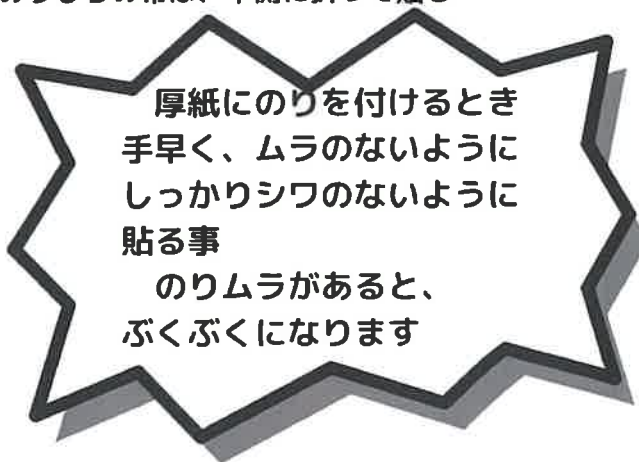 厚紙にのりを付けるとき
手早く、ムラのないように
しっかりシワのないように
貼る事
のりムラがあると、
ぶくぶくになります